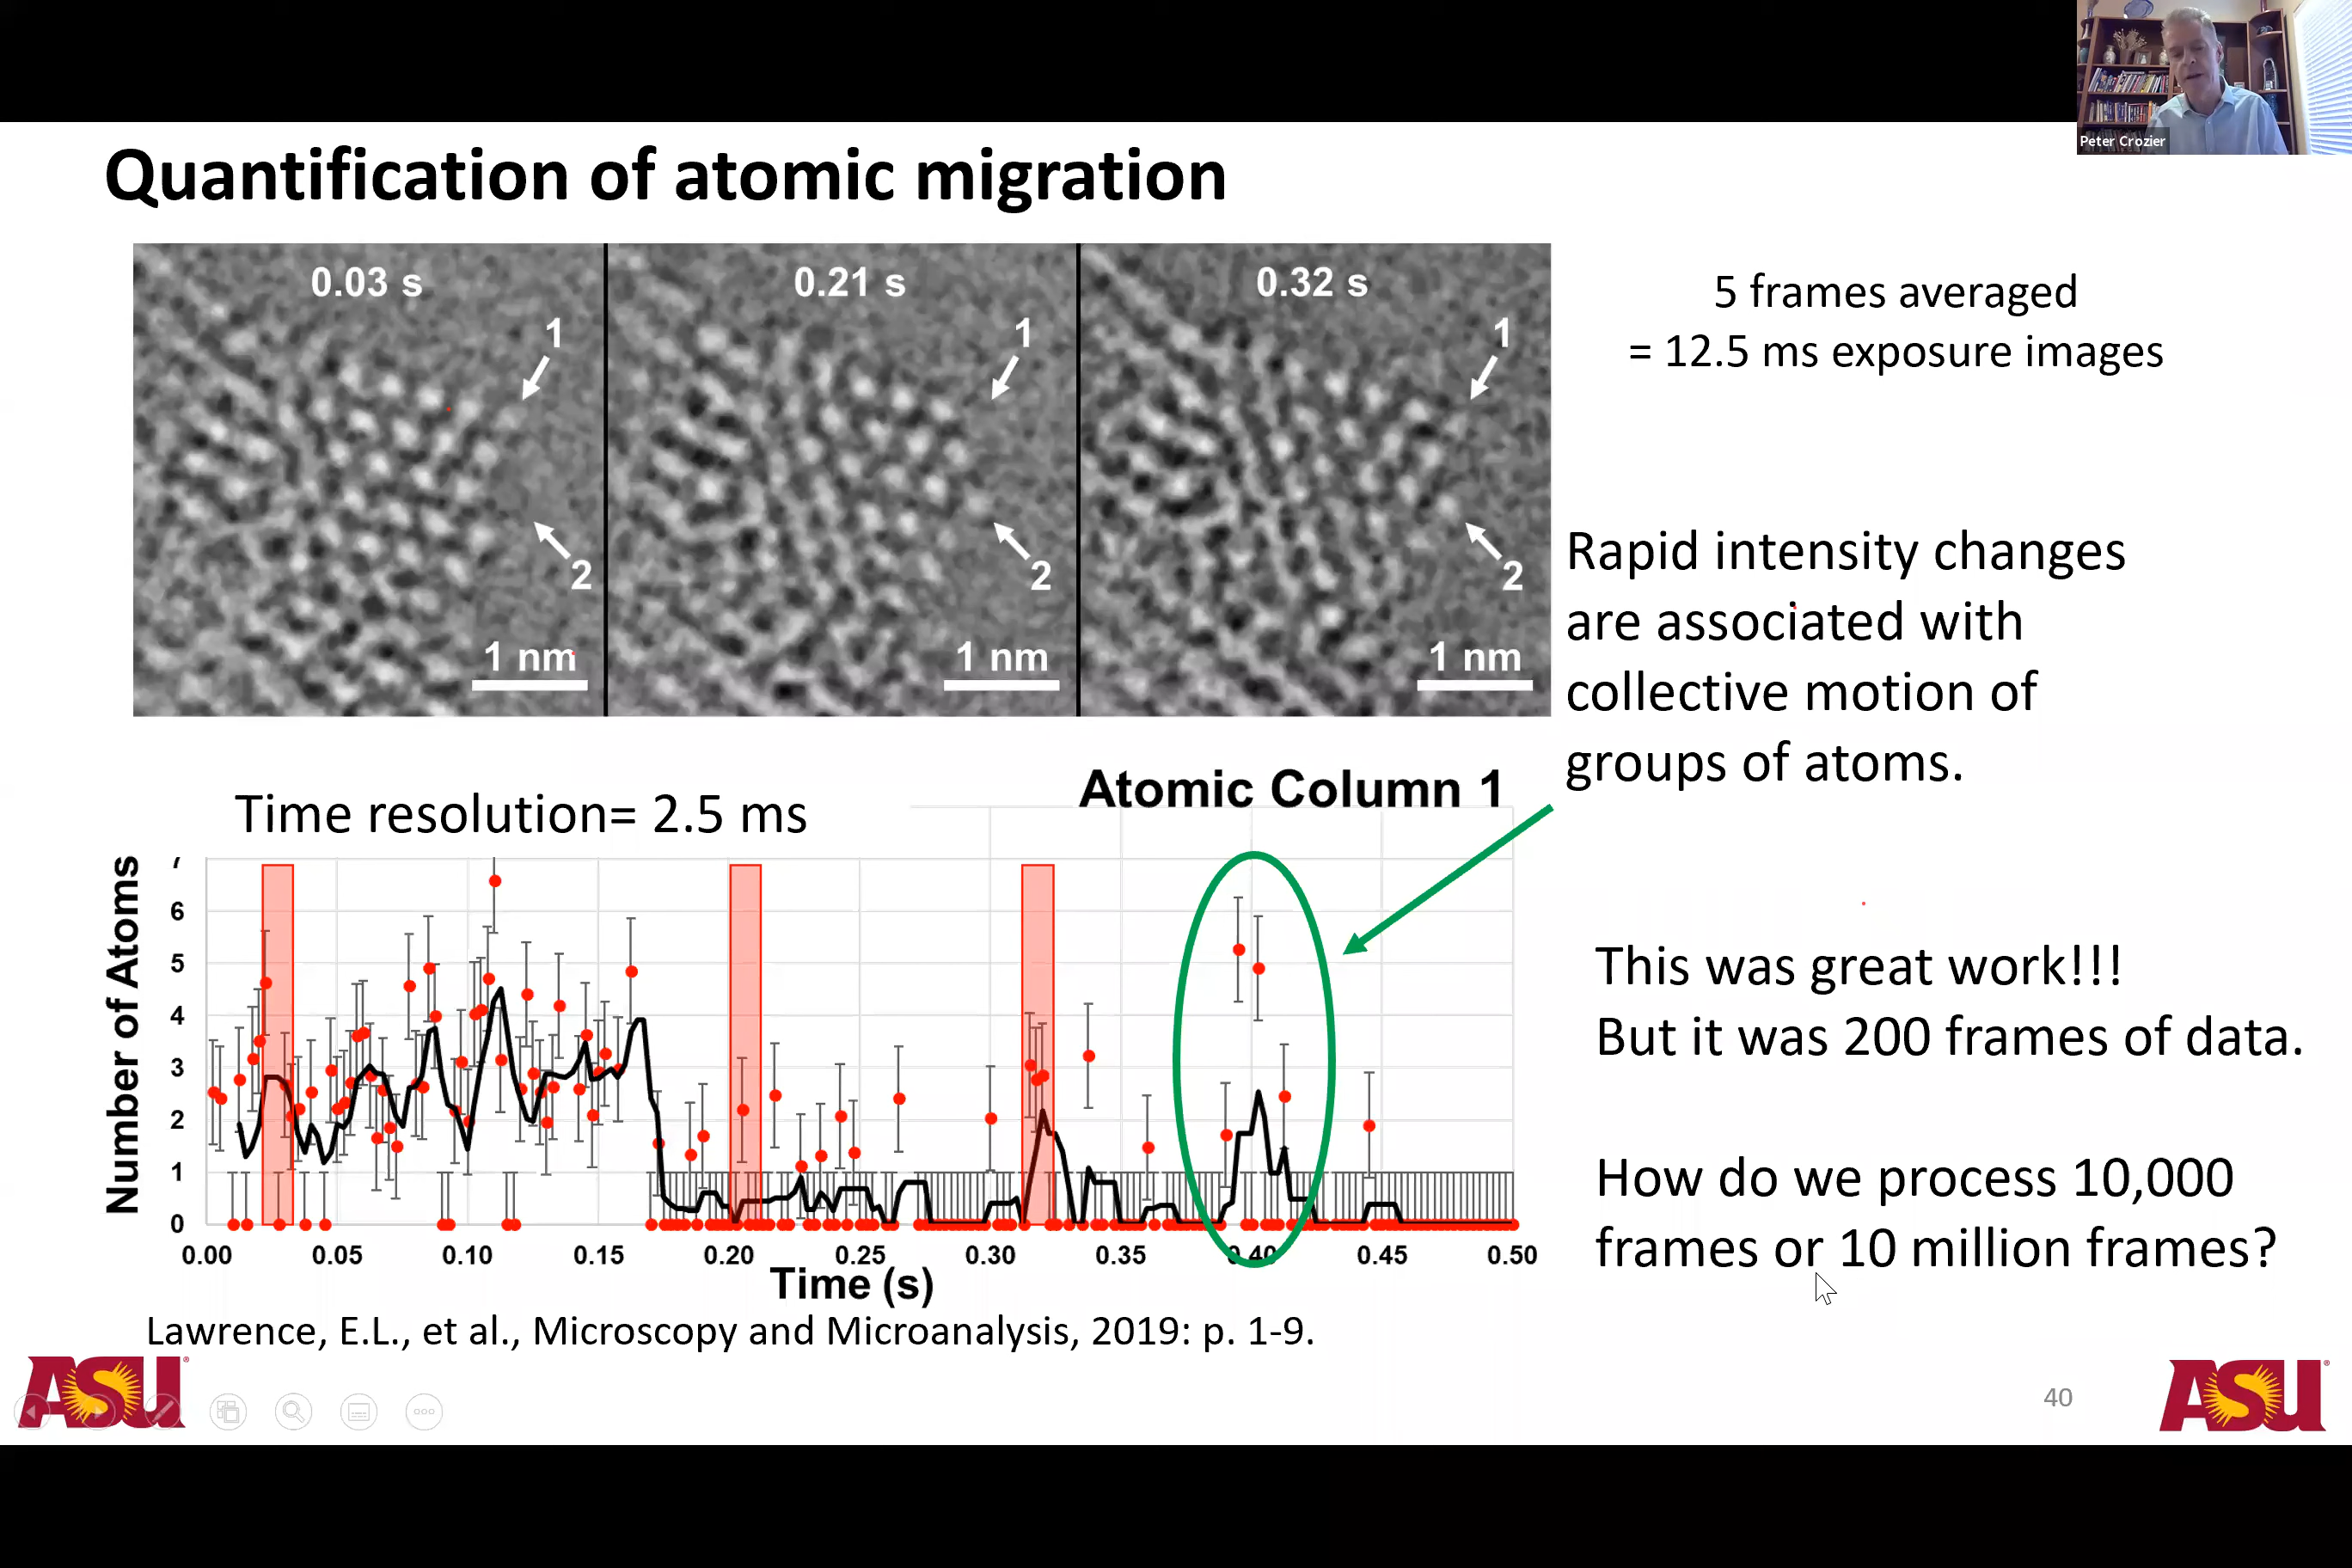 Peter Crozier
Quantification of atomic migration
0.03 s
0.21 s
0.32 s
1
1
1
2
2
2
1 nm
1 nm
1 nm
5 frames averaged
= 12.5 ms exposure images
Rapid intensity changes
are associated with
collective motion of
groups of atoms.
Time resolution= 2.5 ms
Atomic Column 1
Number of Atoms
7
6
5
4
3
2
1
0
0.00 0.05 0.10 0.15 0.20 0.25 0.30 0.35 0.40 0.45 0.50
Time (s)
This was great work!!!
But it was 200 frames of data.
How do we process 10,000
frames or 10 million frames?
Lawrence, E.L., et al., Microscopy and Microanalysis, 2019: p. 1-9.
ASU
40
ASU